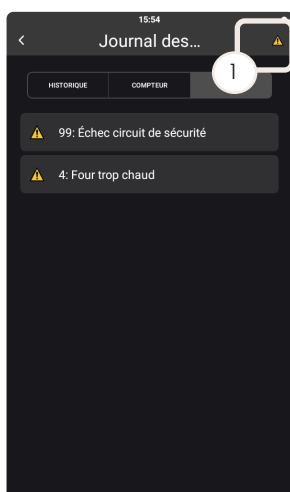 15:54
Journal des...
1
HISTORIQUE COMPTEUR
99: Échec circuit de sécurité
4: Four trop chaud